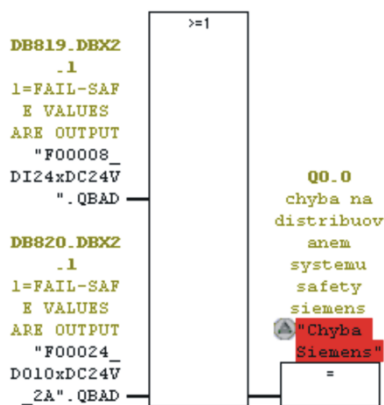 >=1
DB819.DBX2
.1
1=FAIL-SAF
E VALUES
ARE OUTPUT
"F00008_
DI24xDC24V
".QBAD
DB820.DBX2
.1
1=FAIL-SAF
E VALUES
ARE OUTPUT
"F00024_
DO10xDC24V
_2A".QBAD
Q0.0
chyba na
distribuov
anem
systemu
safety
siemens
"Chyba
Siemens"
=